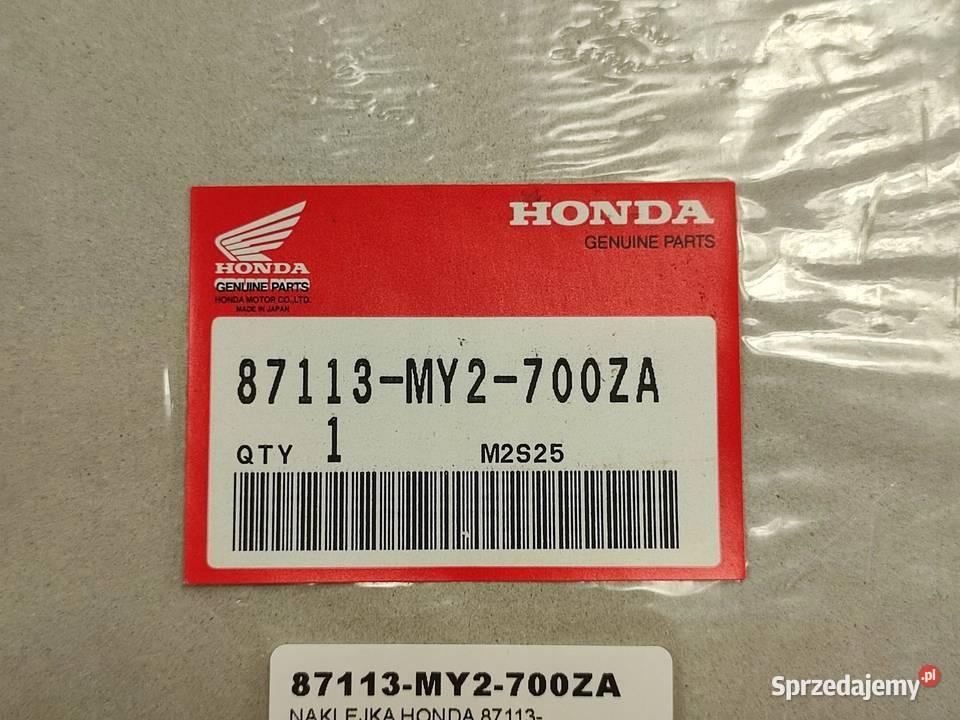 HONDA
GENUINE PARTS
HONDA
GENUINE PARTS
HONDA MOTOR CO.,LTD.
MADE IN JAPAN
87113-MY2-700ZA
QTY 1 M2S25
87113-MY2-700ZA
NAKLEJKA HONDA 87113-
Sprzedajemy.pl